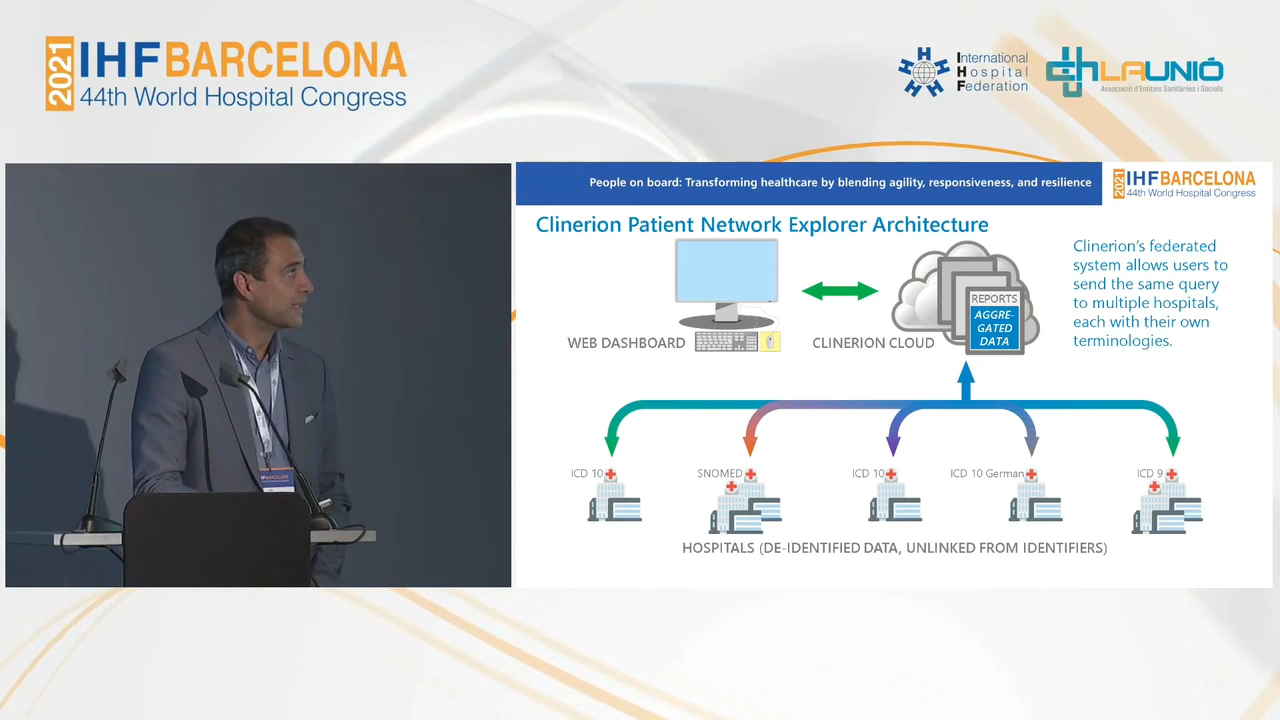 2021
IHF BARCELONA
44th World Hospital Congress
International
Hospital
Federation
LAUNIÓ
Associació d'Entitats Sanitàries i Socials
People on board: Transforming healthcare by blending agility, responsiveness, and resilience
2021
IHF BARCELONA
44th World Hospital Congress
Clinerion Patient Network Explorer Architecture
Clinerion's federated
system allows users to
send the same query
to multiple hospitals,
each with their own
terminologies.
REPORTS
AGGRE-
GATED
DATA
WEB DASHBOARD
CLINERION CLOUD
ICD 10
SNOMED
ICD 10
ICD 10 German
ICD 9
HOSPITALS (DE-IDENTIFIED DATA, UNLINKED FROM IDENTIFIERS)
IHFBARCELONA